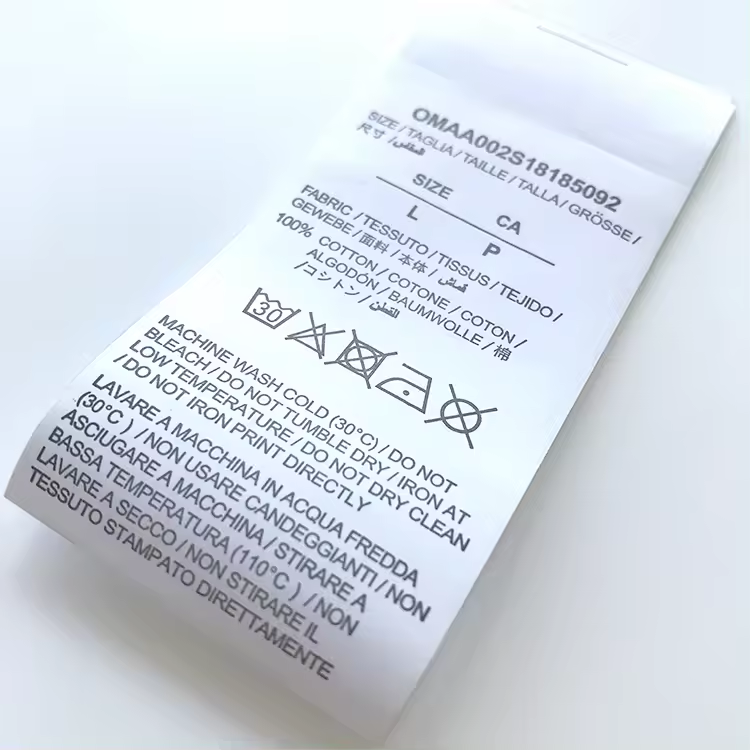 OMAA002S18185092
SIZE / TAGLIA / TAILLE / TALLA / GRÖSSE /
尺寸 / المقاس
SIZE CA
L P
FABRIC / TESSUTO / TISSUS / TEJIDO /
GEWEBE / 面料 / 本体 / قماش
100% COTTON / COTONE / COTON /
ALGODÓN / BAUMWOLLE / 棉
/コットン / القطن
30
MACHINE WASH COLD (30°C) / DO NOT
BLEACH / DO NOT TUMBLE DRY / IRON AT
LOW TEMPERATURE / DO NOT DRY CLEAN
/ DO NOT IRON PRINT DIRECTLY
LAVARE A MACCHINA IN ACQUA FREDDA
(30°C ) / NON USARE CANDEGGIANTI / NON
ASCIUGARE A MACCHINA / STIRARE A
BASSA TEMPERATURA (110°C ) / NON
LAVARE A SECCO / NON STIRARE IL
TESSUTO STAMPATO DIRETTAMENTE